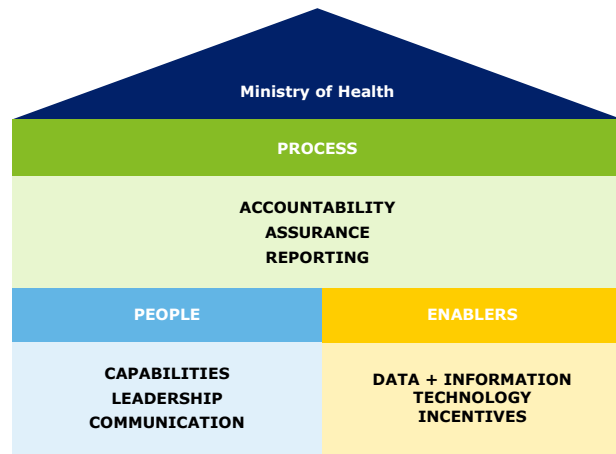 Ministry of Health
PROCESS
ACCOUNTABILITY
ASSURANCE
REPORTING
PEOPLE
CAPABILITIES
LEADERSHIP
COMMUNICATION
ENABLERS
DATA + INFORMATION
TECHNOLOGY
INCENTIVES